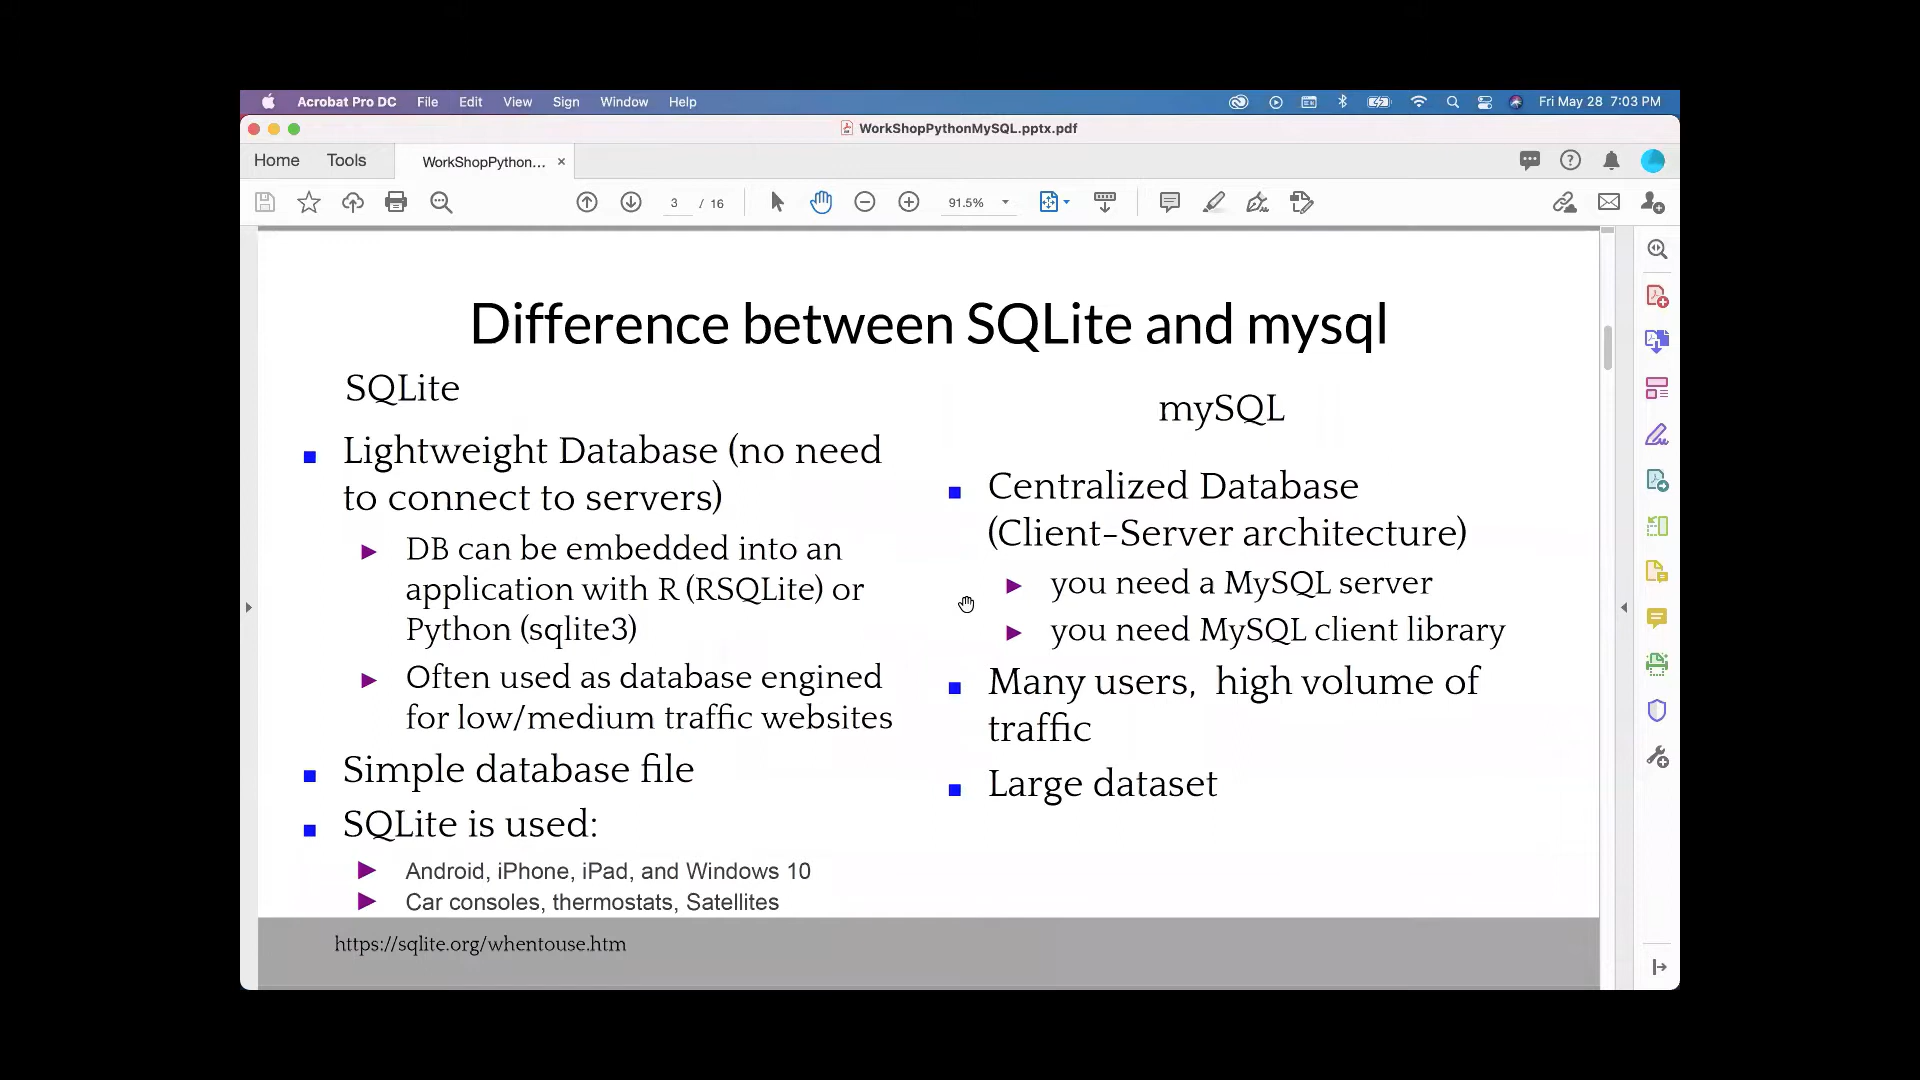 Acrobat Pro DC File Edit View Sign Window Help Fri May 28 7:03 PM
WorkShopPythonMySQL.pptx.pdf
Home Tools WorkShopPython... ×
3 / 16 91.5%
Difference between SQLite and mysql
SQLite
Lightweight Database (no need
to connect to servers)
DB can be embedded into an
application with R (RSQLite) or
Python (sqlite3)
Often used as database engined
for low/medium traffic websites
Simple database file
SQLite is used:
Android, iPhone, iPad, and Windows 10
Car consoles, thermostats, Satellites
mySQL
Centralized Database
(Client-Server architecture)
you need a MySQL server
you need MySQL client library
Many users, high volume of
traffic
Large dataset
https://sqlite.org/whentouse.htm